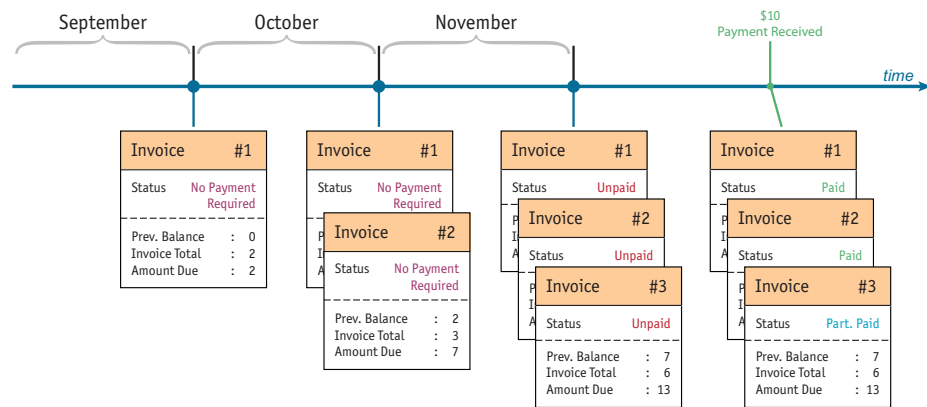 September
October
November
$10
Payment Received
time
Invoice #1
Status No Payment
Required
Prev. Balance : 0
Invoice Total : 2
Amount Due : 2
Invoice #1
Status No Payment
Required
P
I
A
Invoice #2
Status No Payment
Required
Prev. Balance : 2
Invoice Total : 3
Amount Due : 7
Invoice #1
Status Unpaid
P
I
A
Invoice #2
Status Unpaid
P
I
A
Invoice #3
Status Unpaid
Prev. Balance : 7
Invoice Total : 6
Amount Due : 13
Invoice #1
Status Paid
P
I
A
Invoice #2
Status Paid
P
I
A
Invoice #3
Status Part. Paid
Prev. Balance : 7
Invoice Total : 6
Amount Due : 13